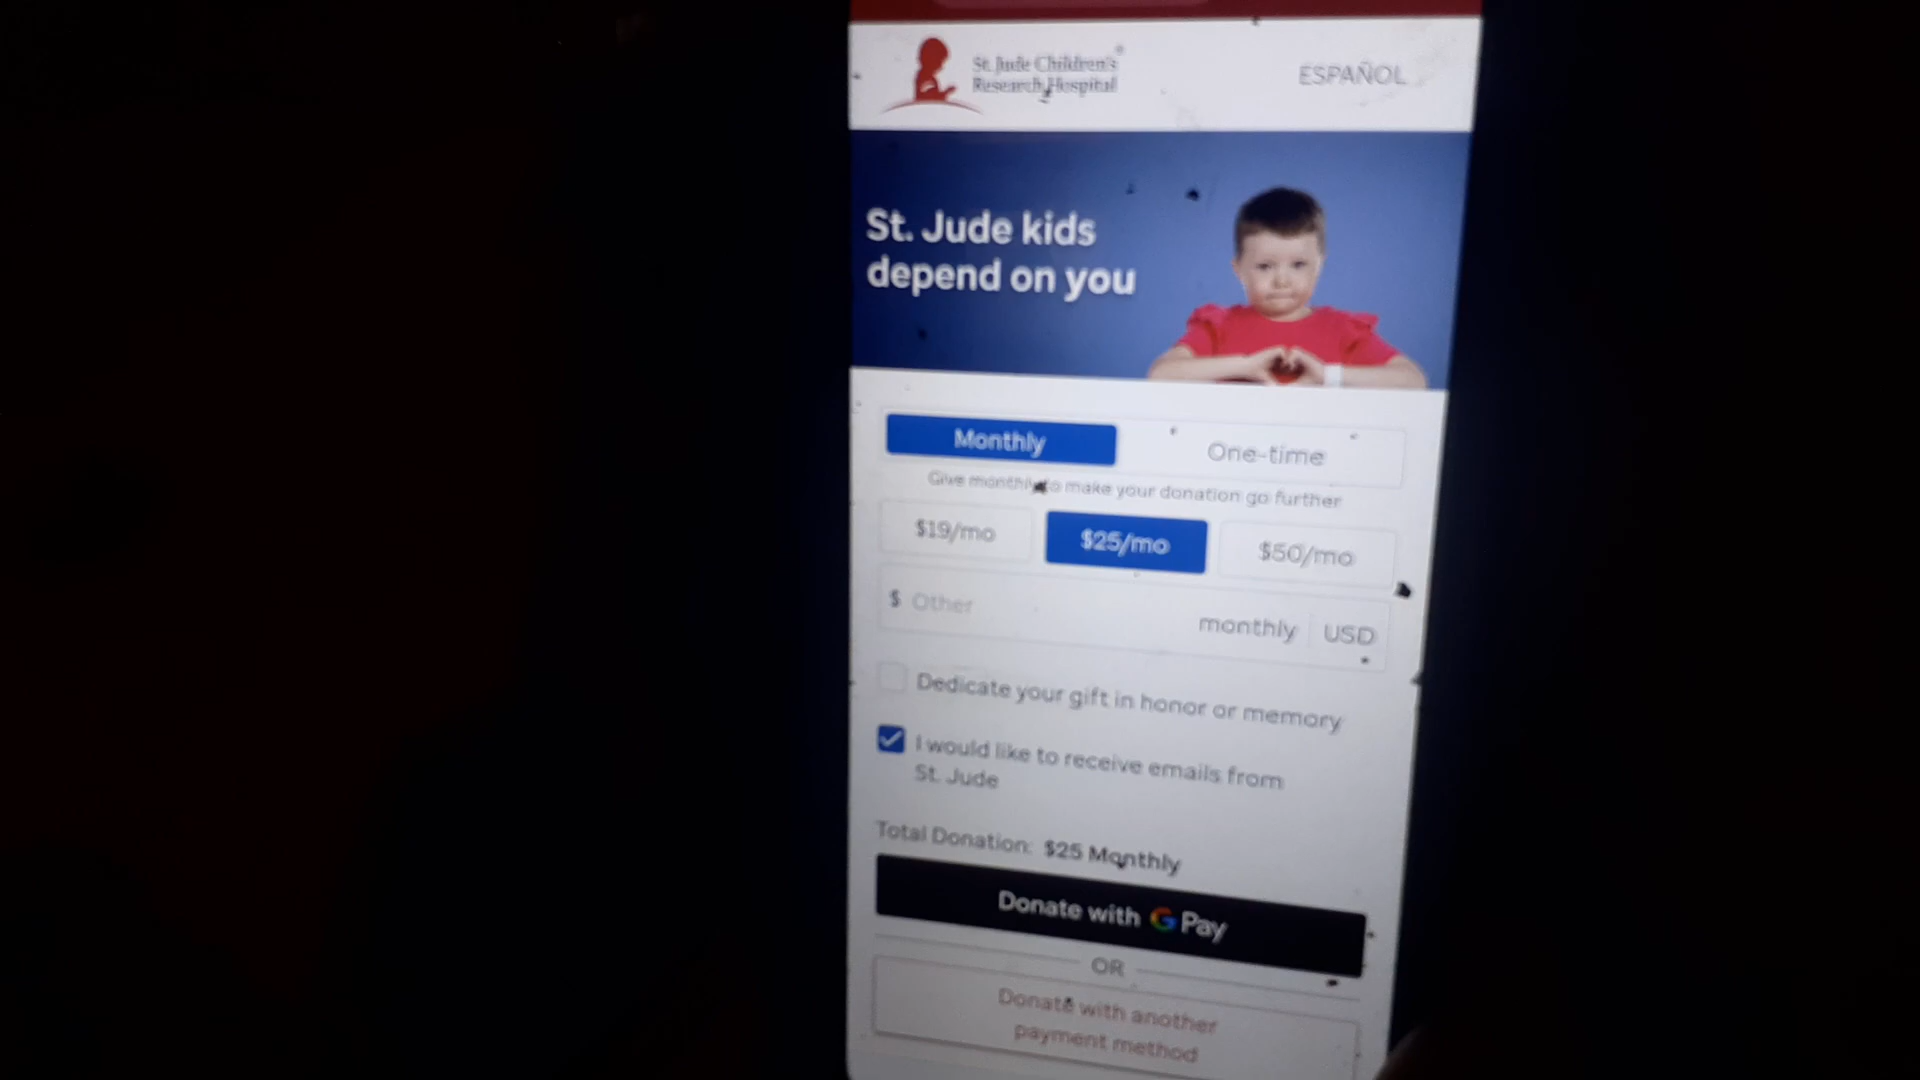 St. Jude Children's®
Research Hospital
ESPAÑOL
St. Jude kids
depend on you
Monthly
One-time
Give monthly to make your donation go further
$19/mo
$25/mo
$50/mo
$ Other
monthly
USD
Dedicate your gift in honor or memory
I would like to receive emails from
St. Jude
Total Donation: $25 Monthly
Donate with G Pay
OR
Donate with another
payment method